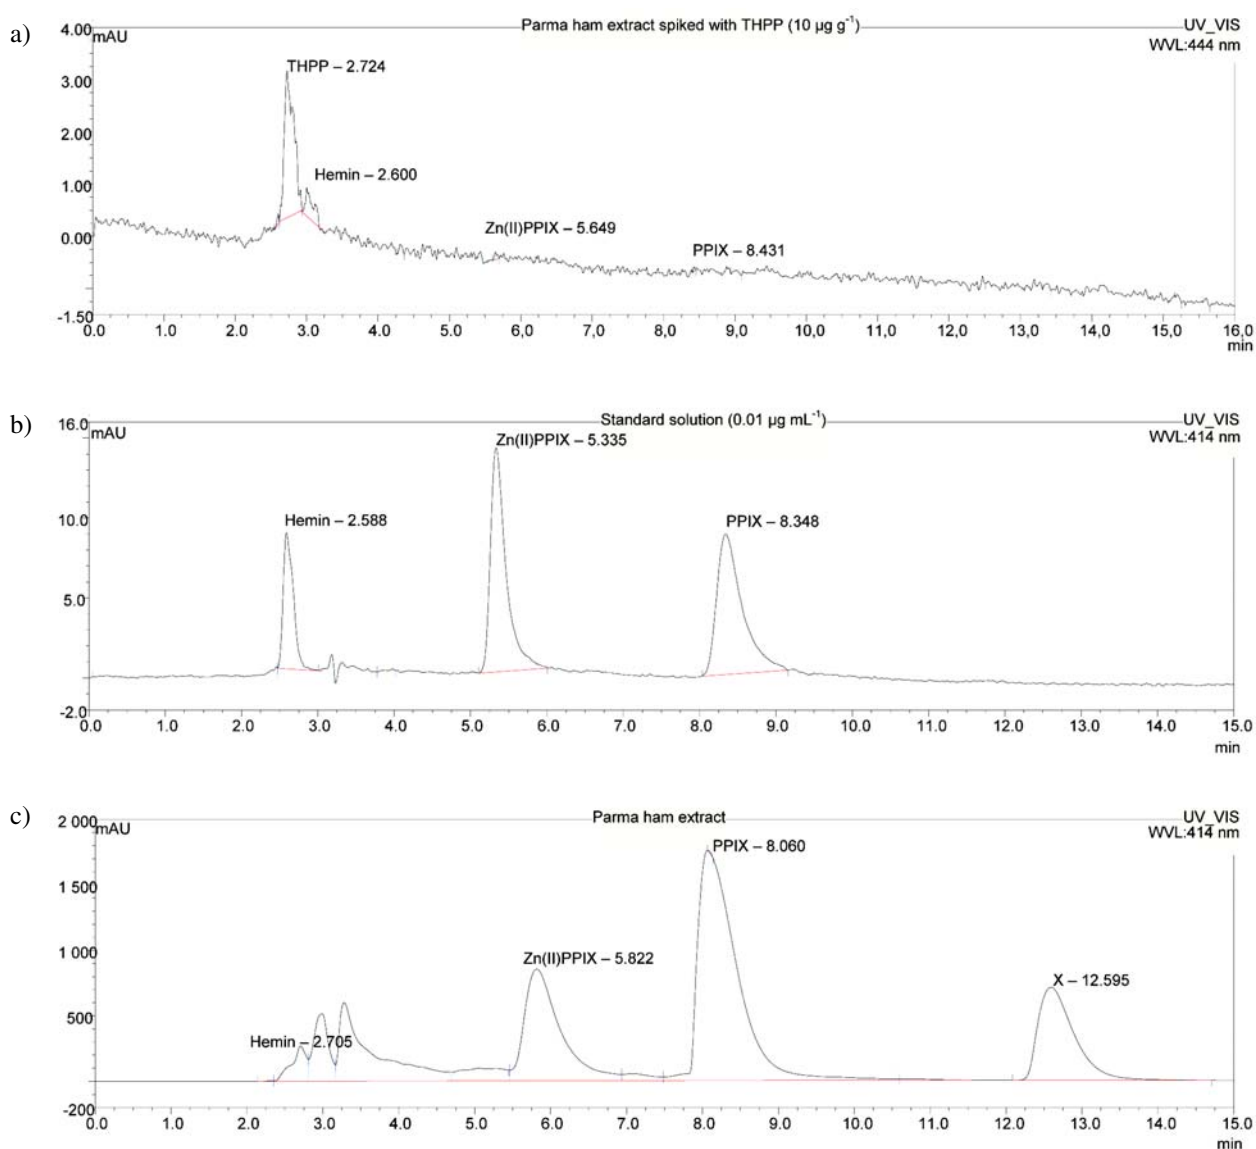 a)
Parma ham extract spiked with THPP (10 µg g⁻¹)
UV_VIS
WVL:444 nm
4.00
mAU
3.00
2.00
1.00
0.00
-1.50
THPP – 2.724
Hemin – 2.600
Zn(II)PPIX – 5.649
PPIX – 8.431
0.0 1.0 2.0 3.0 4.0 5.0 6.0 7,0 8.0 9,0 10,0 11,0 12,0 13,0 14,0 15,0 16,0
min
b)
Standard solution (0.01 µg mL⁻¹)
UV_VIS
WVL:414 nm
16.0
mAU
10.0
5.0
-2.0
Zn(II)PPIX – 5.335
Hemin – 2.588
PPIX – 8.348
0.0 1.0 2.0 3.0 4.0 5.0 6.0 7.0 8.0 9.0 10.0 11.0 12.0 13.0 14.0 15.0
min
c)
Parma ham extract
UV_VIS
WVL:414 nm
2 000
mAU
1 500
1 000
500
-200
PPIX – 8.060
Zn(II)PPIX – 5.822
X – 12.595
Hemin – 2.705
0.0 1.0 2.0 3.0 4.0 5.0 6.0 7.0 8.0 9.0 10.0 11.0 12.0 13.0 14.0 15.0
min